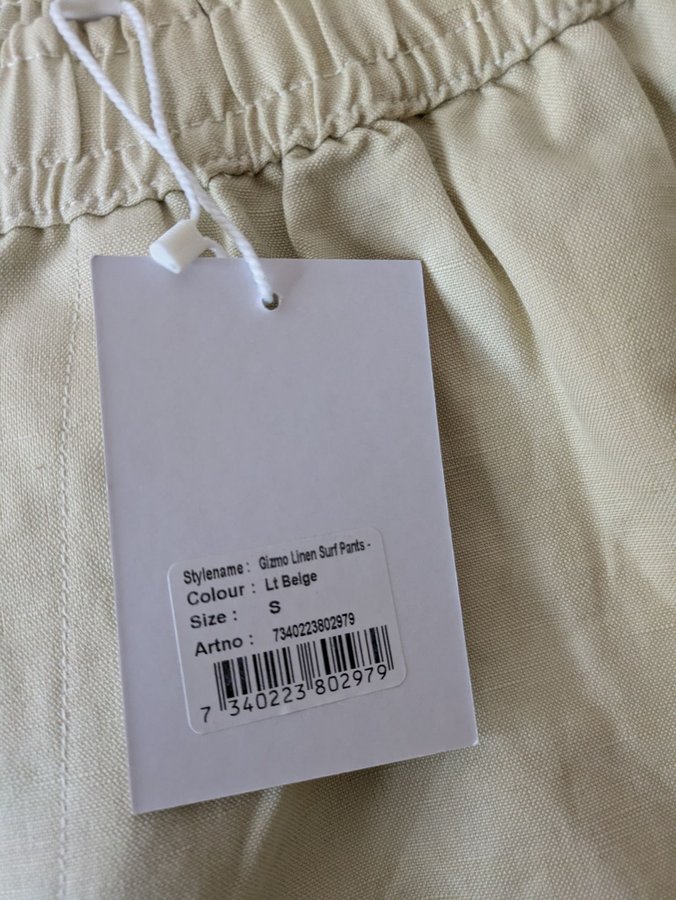 Stylename : Gizmo Linen Surf Pants -
Colour : Lt Beige
Size : S
Artno : 7340223802979
7 340223 802979